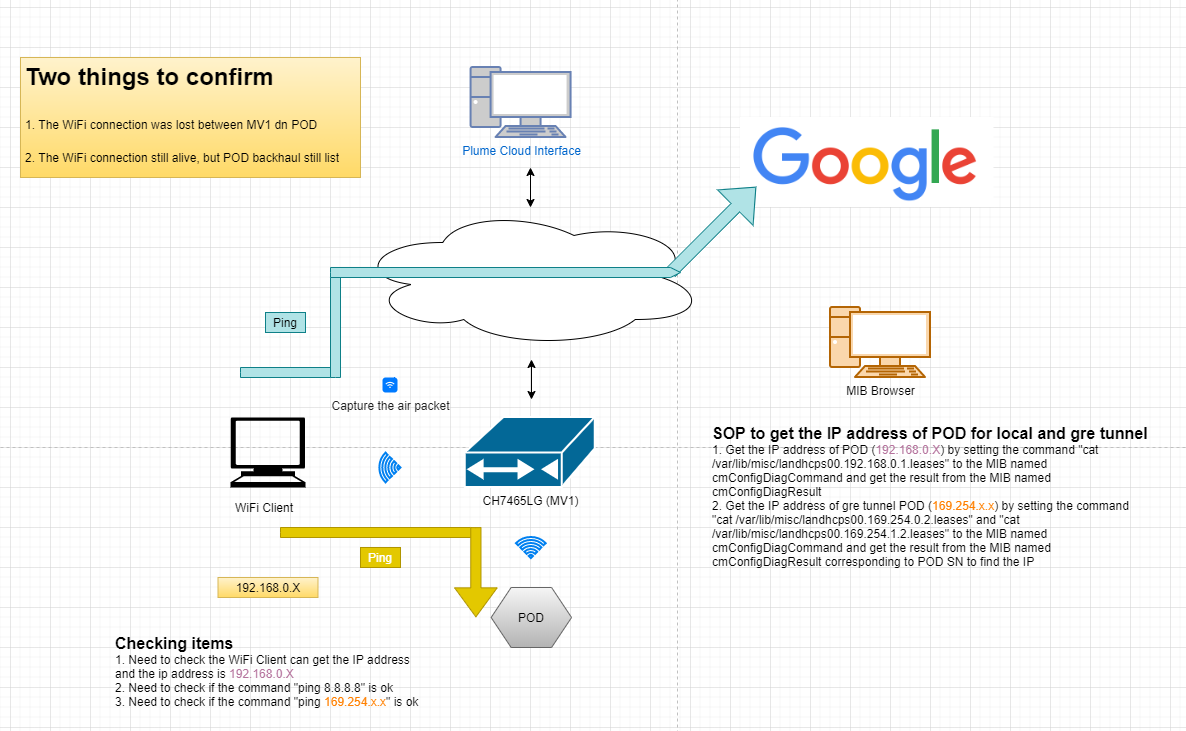 Two things to confirm
1. The WiFi connection was lost between MV1 dn POD
2. The WiFi connection still alive, but POD backhaul still list
Plume Cloud Interface
Google
Ping
MIB Browser
Capture the air packet
WiFi Client
CH7465LG (MV1)
SOP to get the IP address of POD for local and gre tunnel
1. Get the IP address of POD (192.168.0.X) by setting the command "cat
/var/lib/misc/landhcps00.192.168.0.1.leases" to the MIB named
cmConfigDiagCommand and get the result from the MIB named
cmConfigDiagResult
2. Get the IP address of gre tunnel POD (169.254.x.x) by setting the command
"cat /var/lib/misc/landhcps00.169.254.0.2.leases" and "cat
/var/lib/misc/landhcps00.169.254.1.2.leases" to the MIB named
cmConfigDiagCommand and get the result from the MIB named
cmConfigDiagResult corresponding to POD SN to find the IP
Ping
192.168.0.X
POD
Checking items
1. Need to check the WiFi Client can get the IP address
and the ip address is 192.168.0.X
2. Need to check if the command "ping 8.8.8.8" is ok
3. Need to check if the command "ping 169.254.x.x" is ok